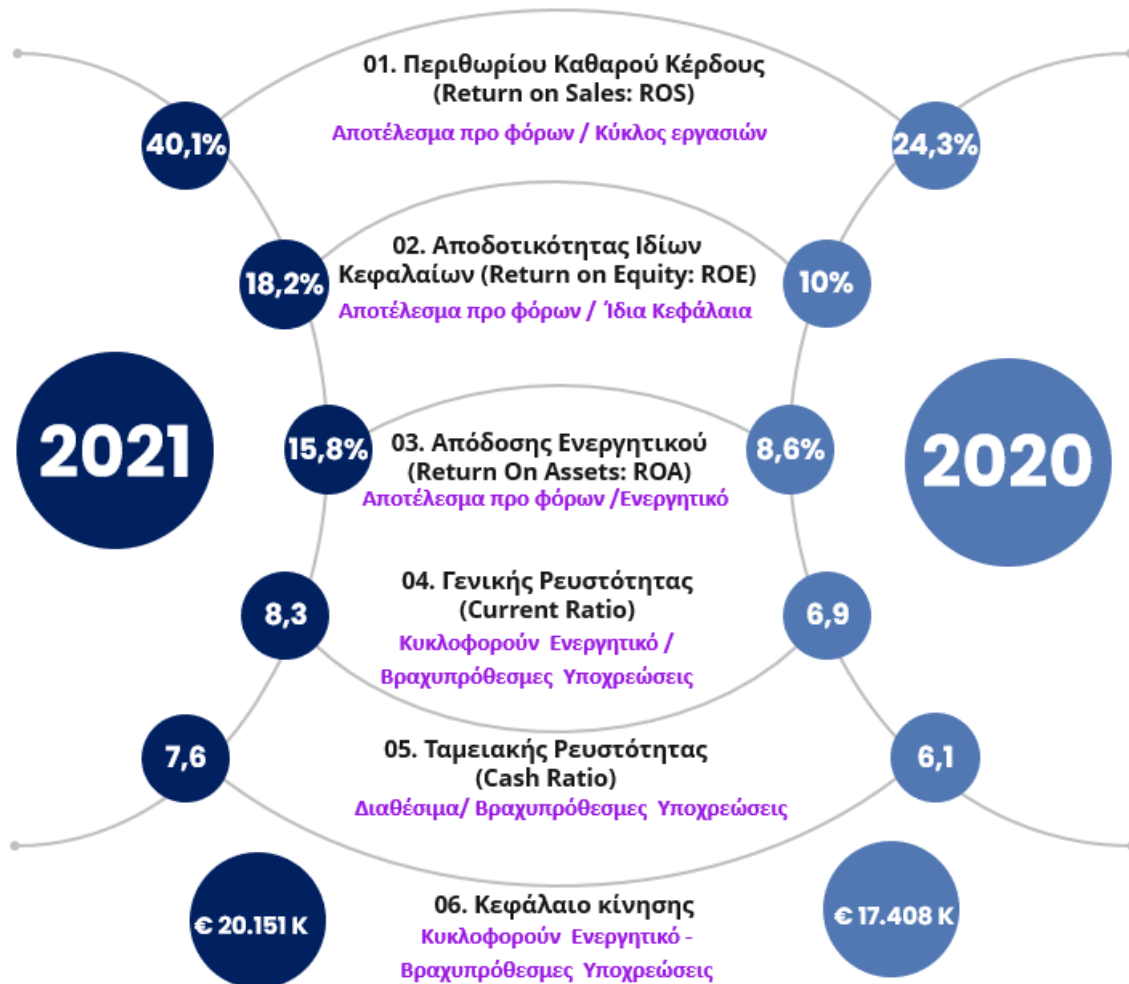 01. Περιθωρίου Καθαρού Κέρδους
(Return on Sales: ROS)
Αποτέλεσμα προ φόρων / Κύκλος εργασιών
40,1%
24,3%
02. Αποδοτικότητας Ιδίων
Κεφαλαίων (Return on Equity: ROE)
Αποτέλεσμα προ φόρων / Ίδια Κεφάλαια
18,2%
10%
2021
2020
03. Απόδοσης Ενεργητικού
(Return On Assets: ROA)
Αποτέλεσμα προ φόρων /Ενεργητικό
15,8%
8,6%
04. Γενικής Ρευστότητας
(Current Ratio)
Κυκλοφορούν Ενεργητικό /
Βραχυπρόθεσμες Υποχρεώσεις
8,3
6,9
05. Ταμειακής Ρευστότητας
(Cash Ratio)
Διαθέσιμα/ Βραχυπρόθεσμες Υποχρεώσεις
7,6
6,1
06. Κεφάλαιο κίνησης
Κυκλοφορούν Ενεργητικό -
Βραχυπρόθεσμες Υποχρεώσεις
€ 20.151 K
€ 17.408 K